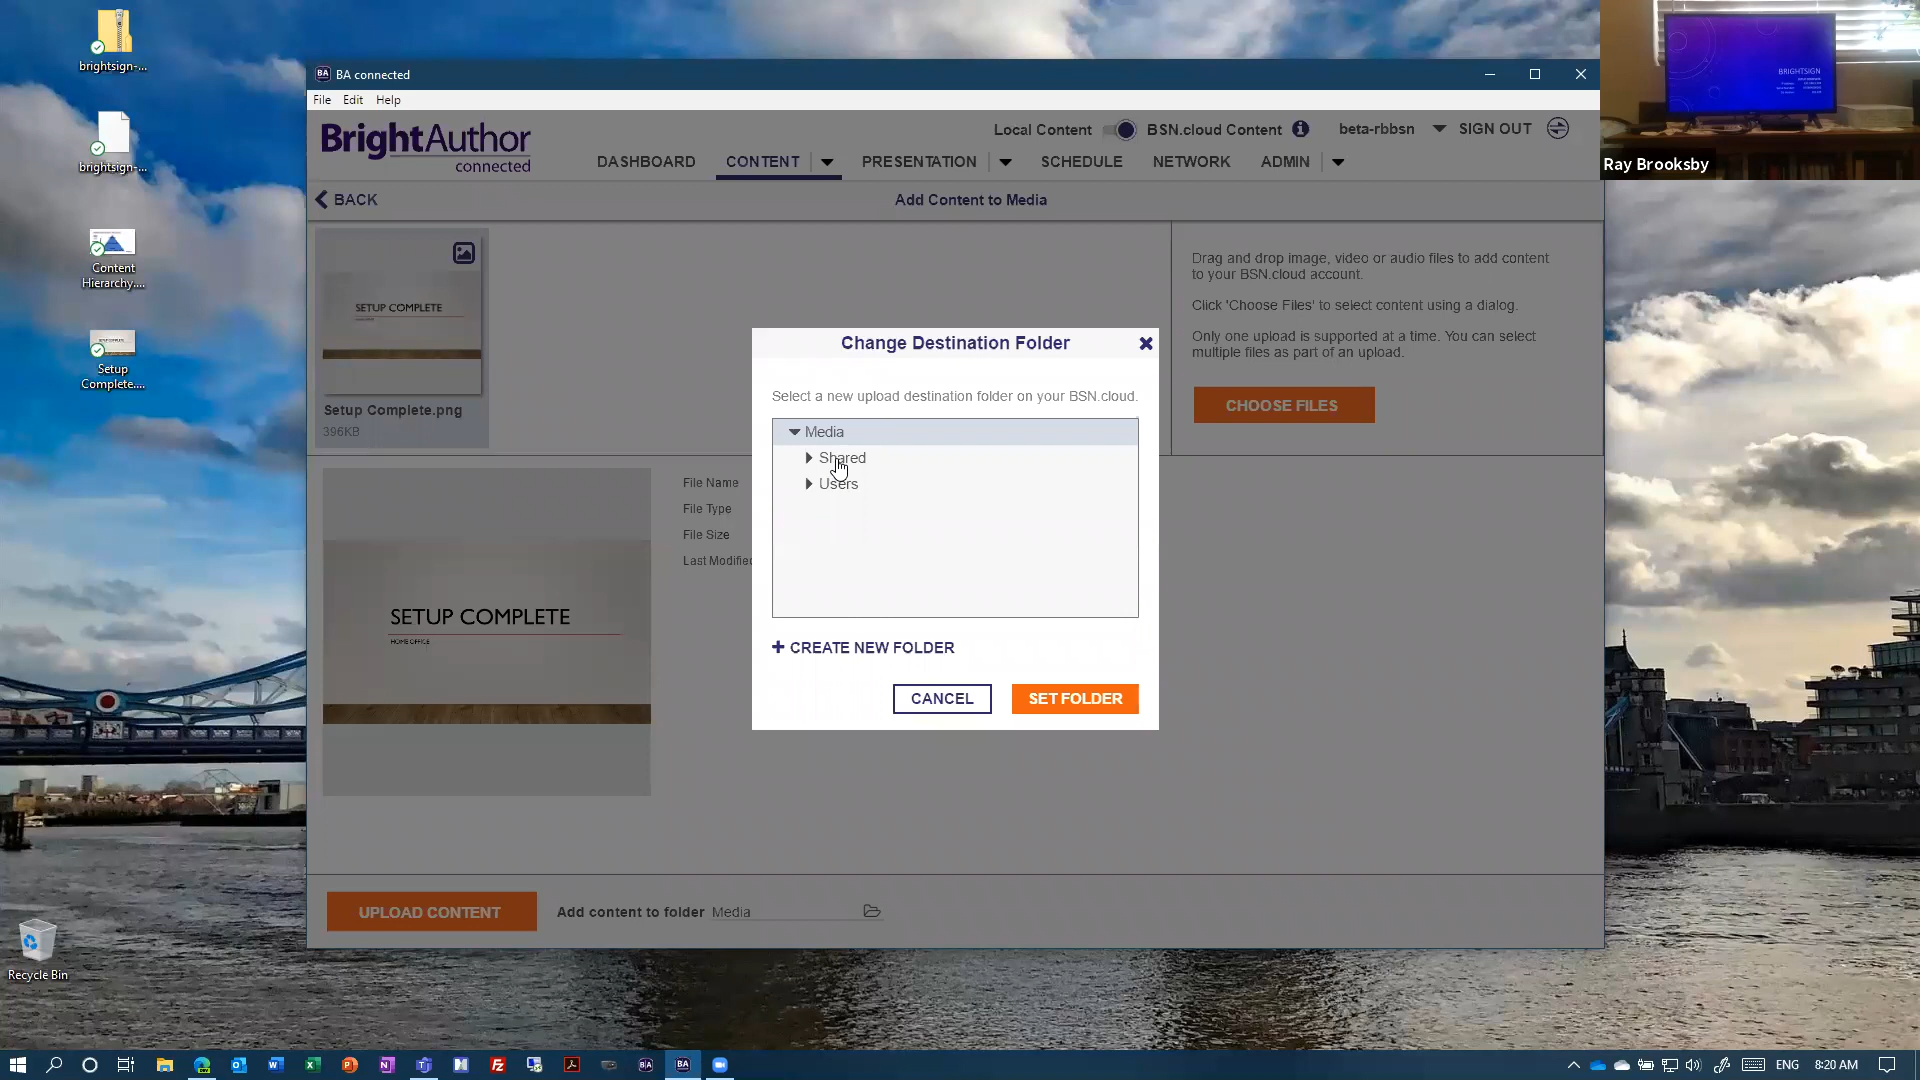 brightsign-...
brightsign-...
Content
Hierarchy....
Setup
Complete....
Recycle Bin
BA connected
File Edit Help
BrightAuthor
connected
Local Content
BSN.cloud Content
beta-rbbsn
SIGN OUT
DASHBOARD
CONTENT
PRESENTATION
SCHEDULE
NETWORK
ADMIN
BACK
Add Content to Media
SETUP COMPLETE
Setup Complete.png
396KB
Drag and drop image, video or audio files to add content
to your BSN.cloud account.
Click 'Choose Files' to select content using a dialog.
Only one upload is supported at a time. You can select
multiple files as part of an upload.
CHOOSE FILES
SETUP COMPLETE
HOME OFFICE
File Name
File Type
File Size
Last Modified
Change Destination Folder
Select a new upload destination folder on your BSN.cloud.
Media
Shared
Users
CREATE NEW FOLDER
CANCEL
SET FOLDER
UPLOAD CONTENT
Add content to folder Media
BRIGHTSIGN
Ray Brooksby
ENG
8:20 AM